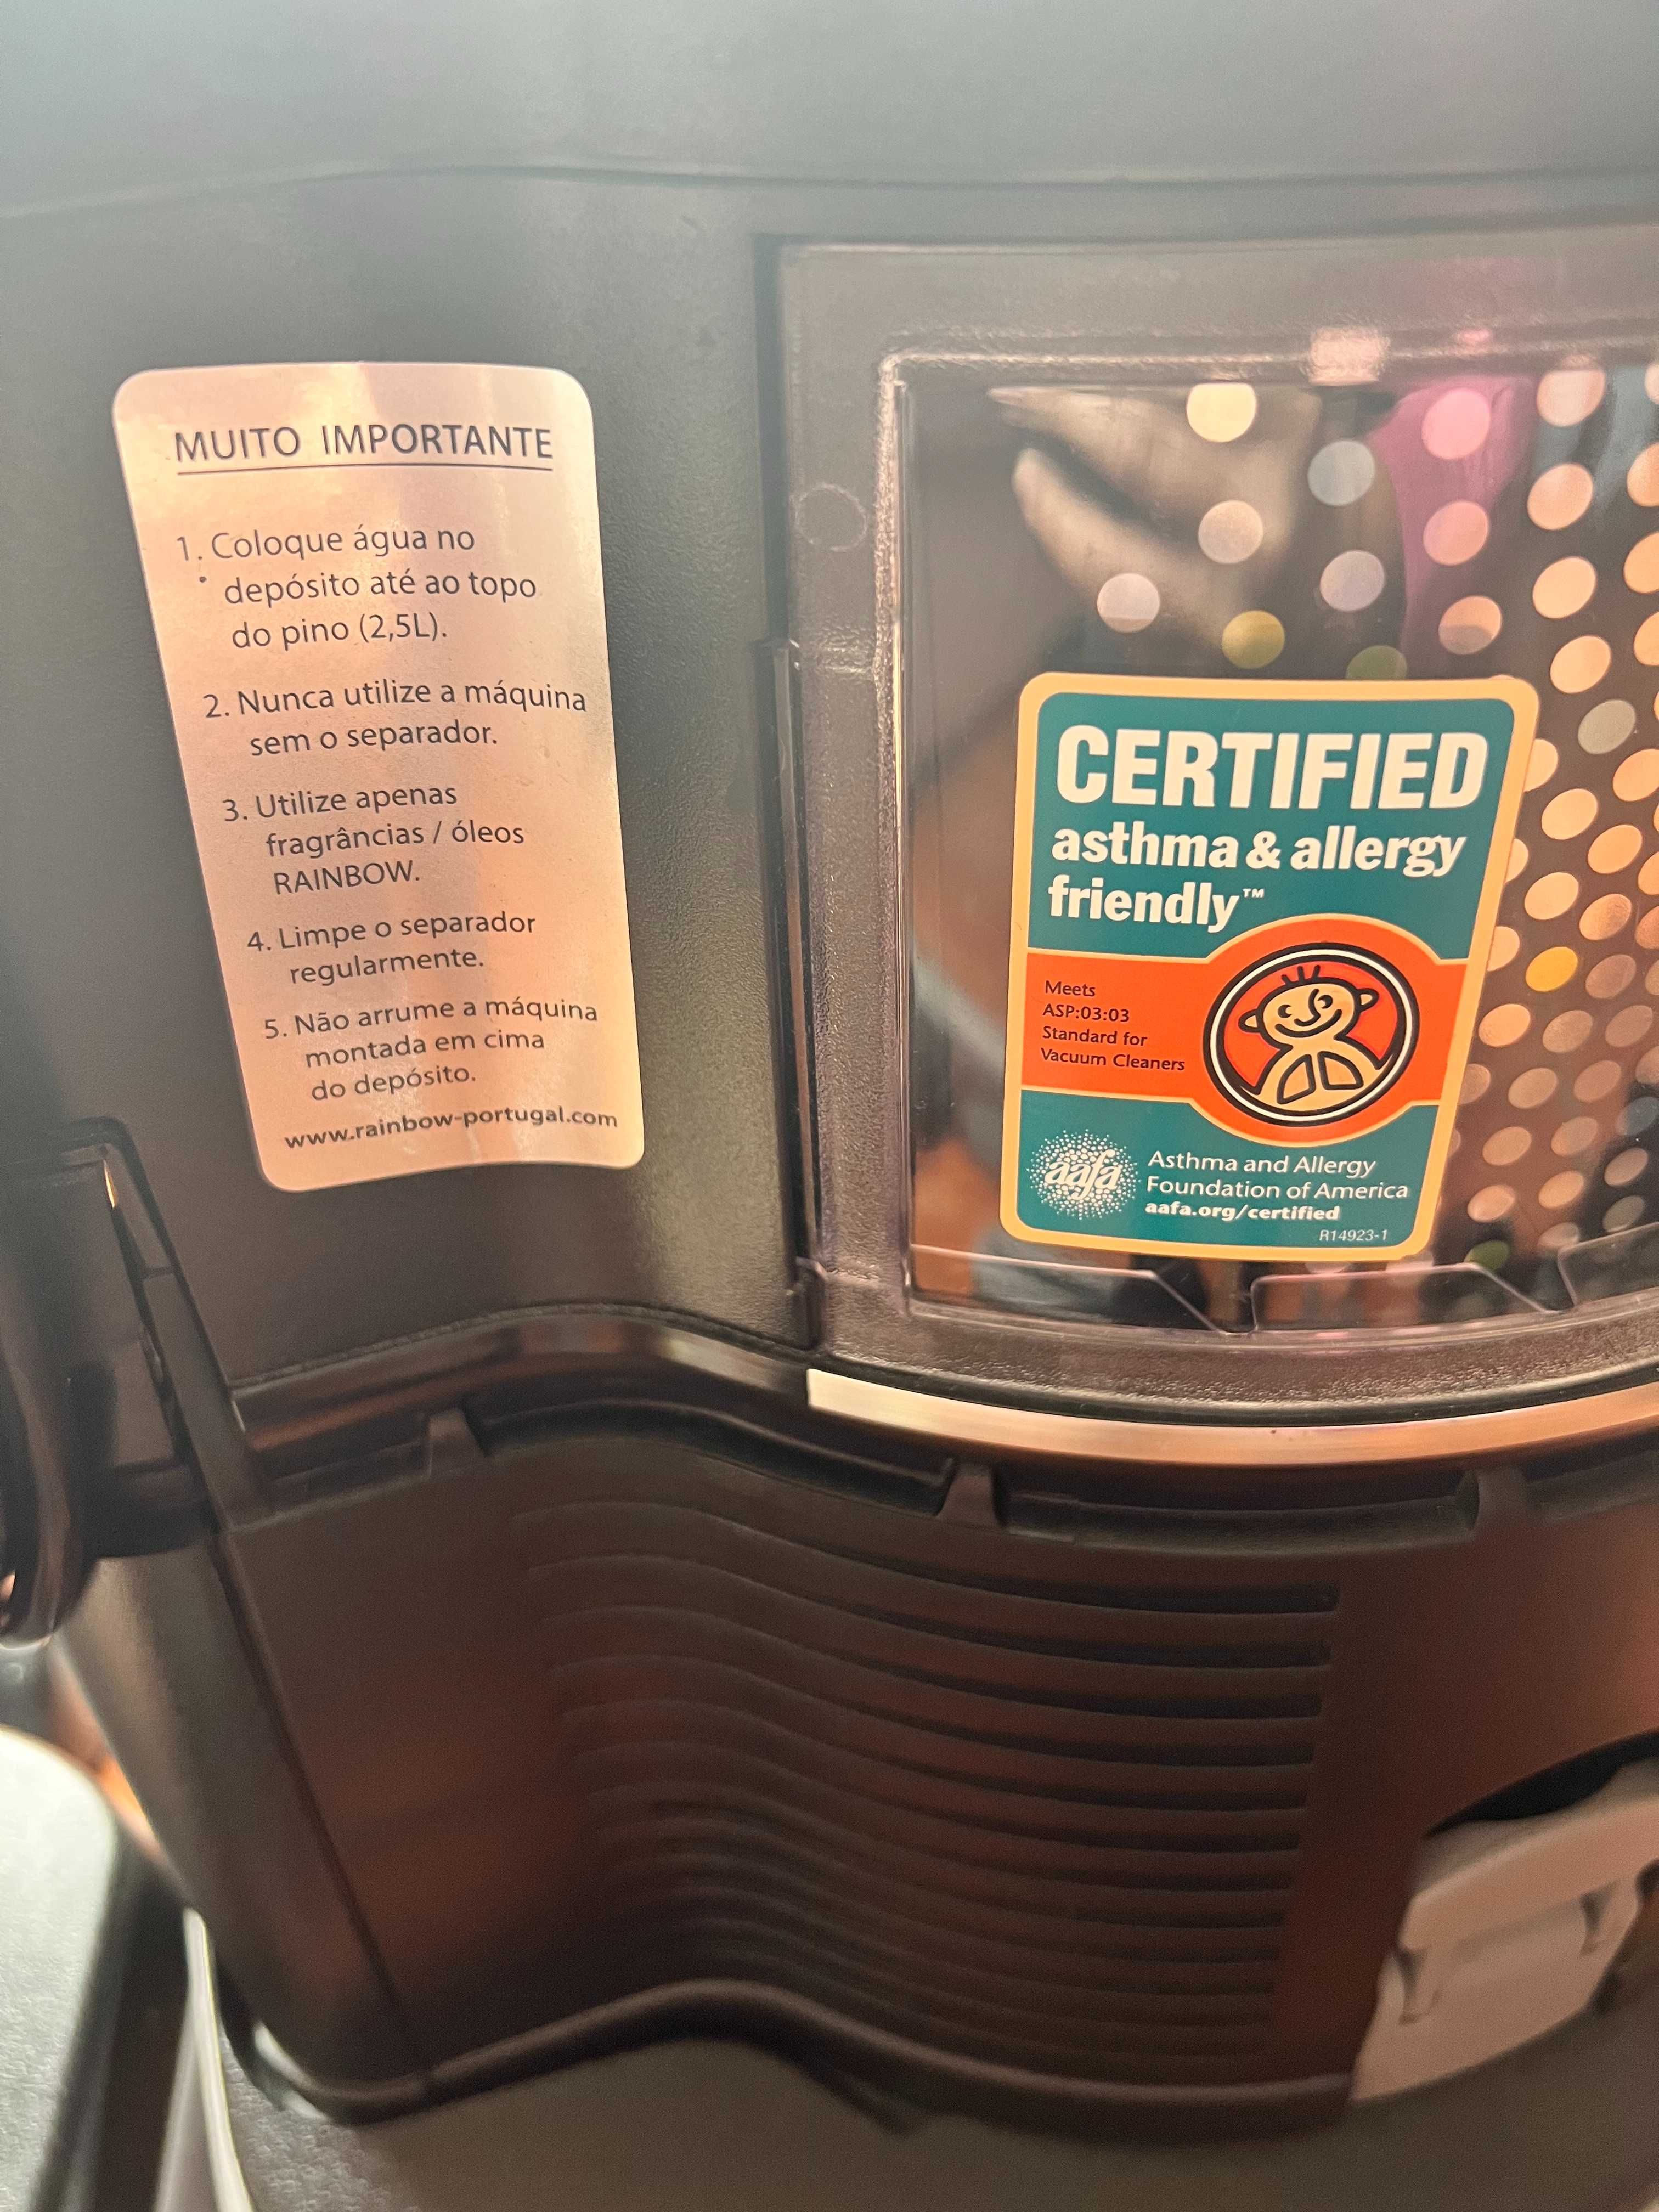 MUITO IMPORTANTE
1. Coloque água no
depósito até ao topo
do pino (2,5L).
2. Nunca utilize a máquina
sem o separador.
3. Utilize apenas
fragrâncias / óleos
RAINBOW.
4. Limpe o separador
regularmente.
5. Não arrume a máquina
montada em cima
do depósito.
www.rainbow-portugal.com
CERTIFIED
asthma & allergy
friendly™
Meets
ASP:03:03
Standard for
Vacuum Cleaners
aafa
Asthma and Allergy
Foundation of America
aafa.org/certified
R14923-1